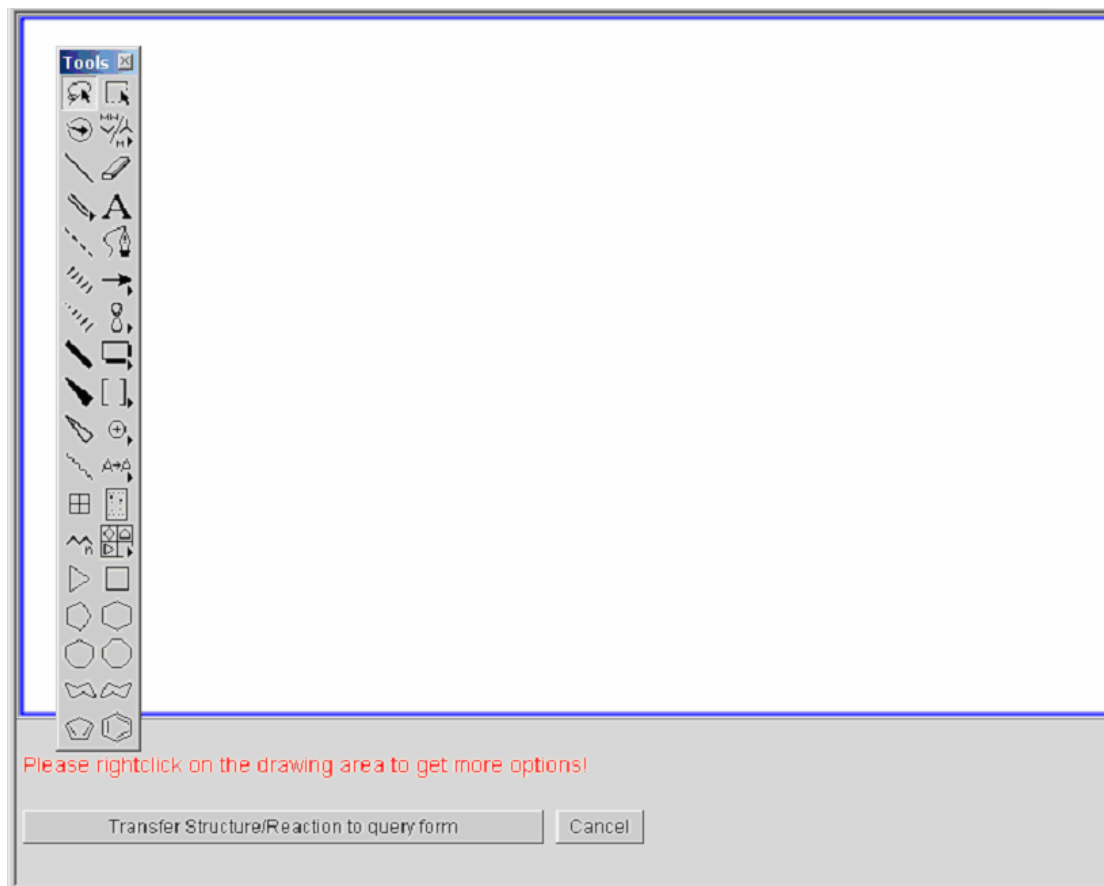 Tools
A
Please rightclick on the drawing area to get more options!
Transfer Structure/Reaction to query form Cancel